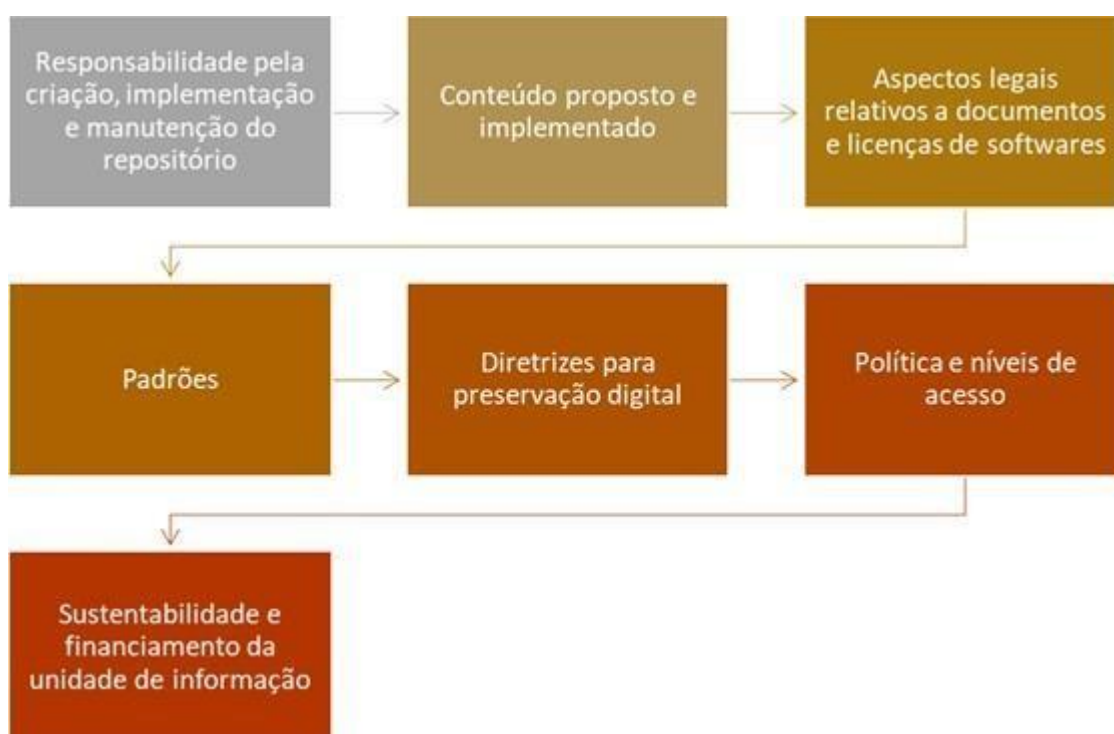 Responsabilidade pela
criação, implementação
e manutenção do
repositório
Conteúdo proposto e
implementado
Aspectos legais
relativos a documentos
e licenças de softwares
Padrões
Diretrizes para
preservação digital
Política e níveis de
acesso
Sustentabilidade e
financiamento da
unidade de informação